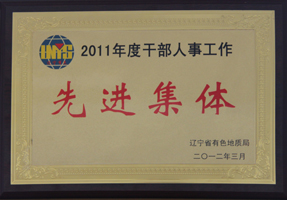 INYS
2011年度干部人事工作
先进集体
辽宁省有色地质局
二〇一二年三月